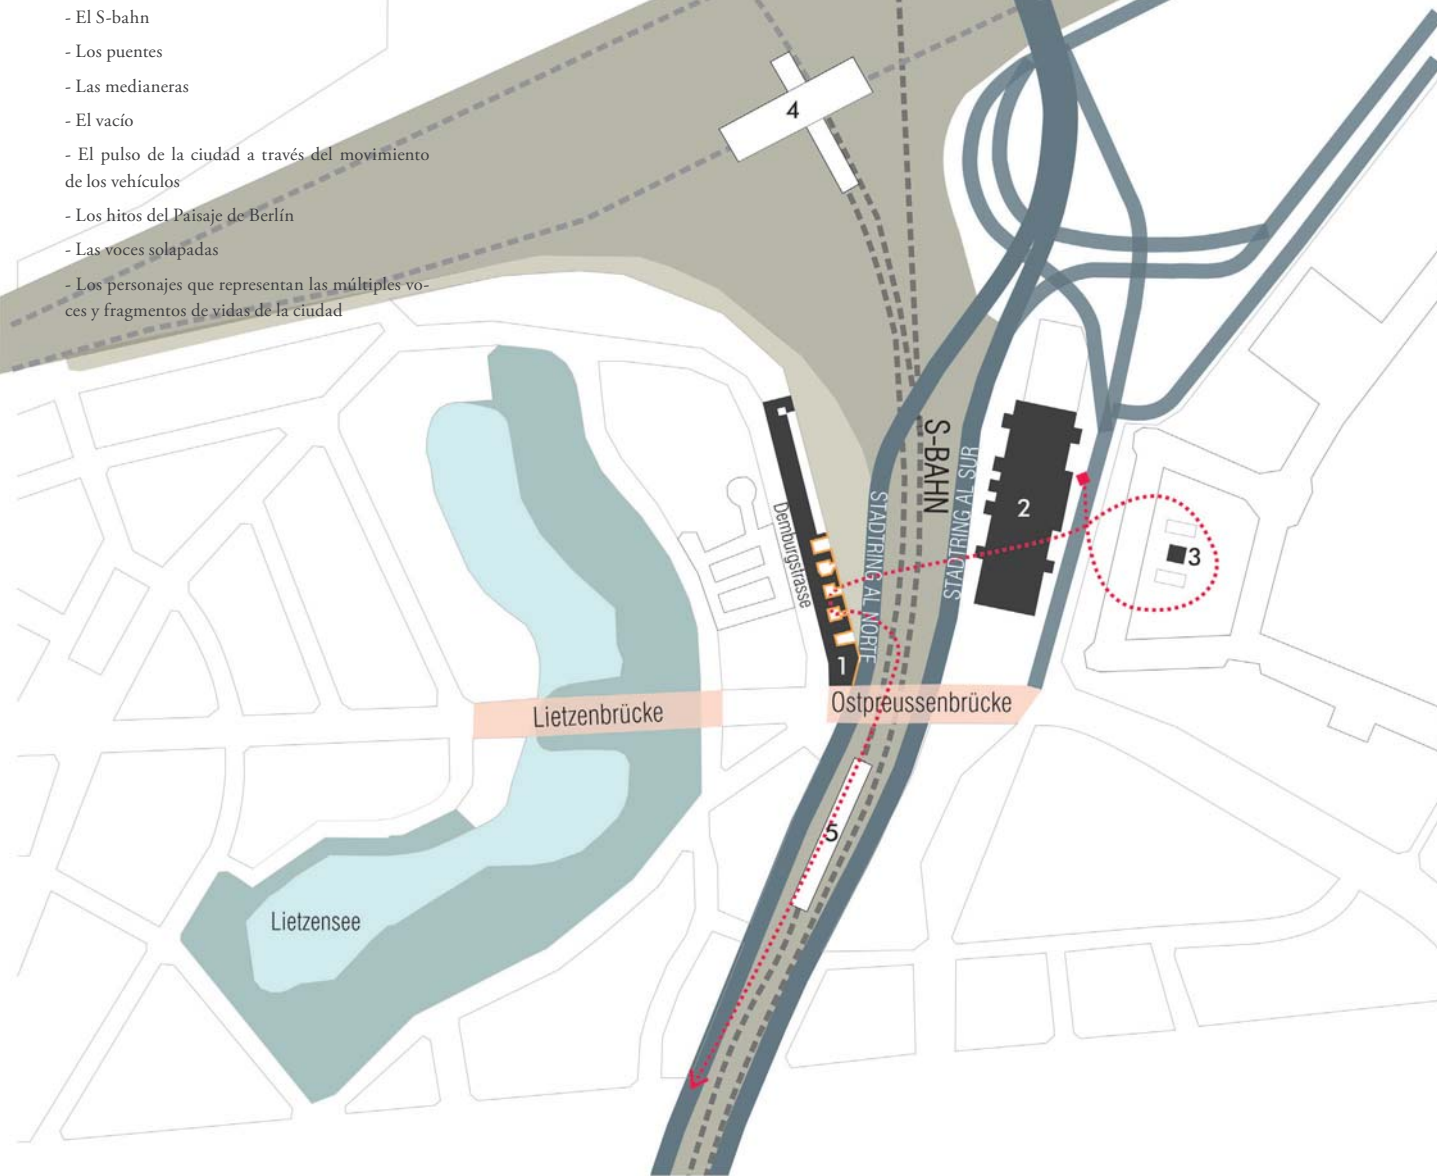 - El S-bahn
- Los puentes
- Las medianeras
- El vacío
- El pulso de la ciudad a través del movimiento
de los vehículos
- Los hitos del Paisaje de Berlín
- Las voces solapadas
- Los personajes que representan las múltiples vo-
ces y fragmentos de vidas de la ciudad
4
S-BAHN
STADTRING AL SUR
STADTRING AL NORTE
Dernburgstrasse
2
3
1
Ostpreussenbrücke
Lietzenbrücke
5
Lietzensee